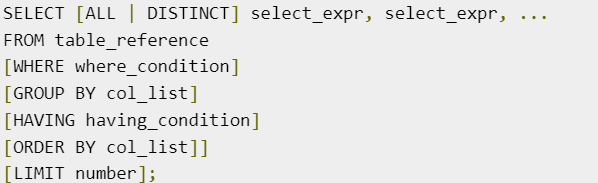 SELECT [ALL | DISTINCT] select_expr, select_expr, ...
FROM table_reference
[WHERE where_condition]
[GROUP BY col_list]
[HAVING having_condition]
[ORDER BY col_list]]
[LIMIT number];